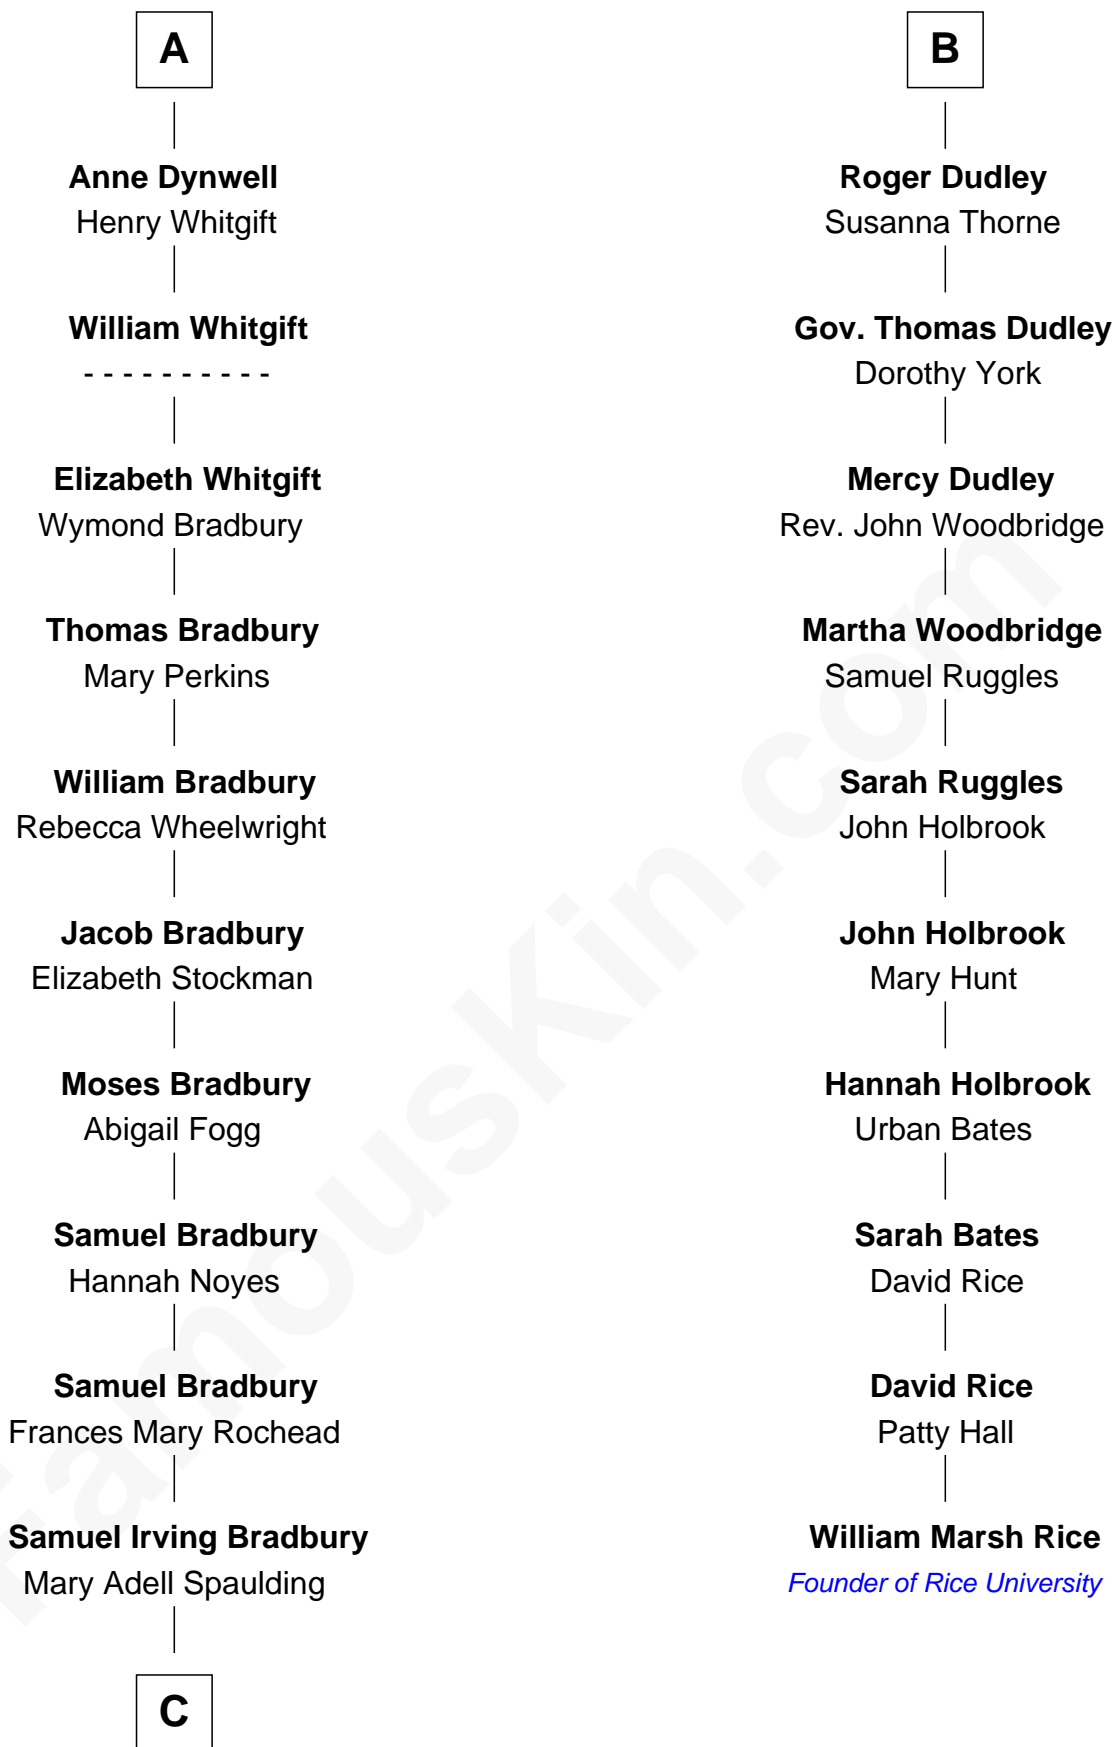 A
Anne Dynwell
Henry Whitgift
William Whitgift
- - - - - - - - - -
Elizabeth Whitgift
Wymond Bradbury
Thomas Bradbury
Mary Perkins
William Bradbury
Rebecca Wheelwright
Jacob Bradbury
Elizabeth Stockman
Moses Bradbury
Abigail Fogg
Samuel Bradbury
Hannah Noyes
Samuel Bradbury
Frances Mary Rochead
Samuel Irving Bradbury
Mary Adell Spaulding
C
B
Roger Dudley
Susanna Thorne
Gov. Thomas Dudley
Dorothy York
Mercy Dudley
Rev. John Woodbridge
Martha Woodbridge
Samuel Ruggles
Sarah Ruggles
John Holbrook
John Holbrook
Mary Hunt
Hannah Holbrook
Urban Bates
Sarah Bates
David Rice
David Rice
Patty Hall
William Marsh Rice
Founder of Rice University
FamousKin.com